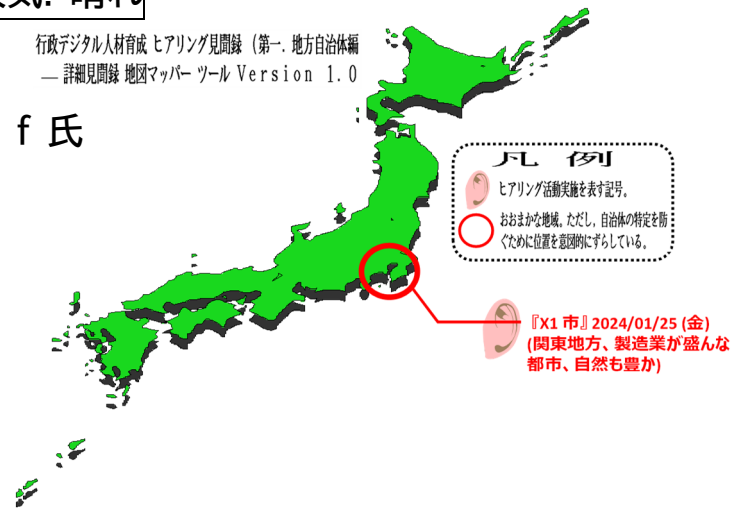 天気: 晴れ
行政デジタル人材育成 ヒアリング見聞録 (第一. 地方自治体編
— 詳細見聞録 地図マッパー ツール Version 1.0
f 氏
凡 例
ヒアリング活動実施を表す記号。
おおまかな地域。ただし, 自治体の特定を防
ぐために位置を意図的にずらしている。
『X1 市』 2024/01/25 (金)
(関東地方、製造業が盛んな
都市、自然も豊か)